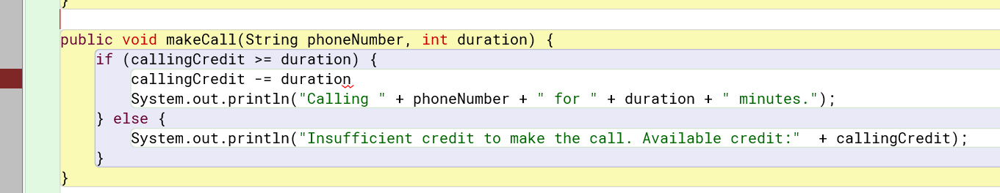 }
public void makeCall(String phoneNumber, int duration) {
    if (callingCredit >= duration) {
        callingCredit -= duration
        System.out.println("Calling " + phoneNumber + " for " + duration + " minutes.");
    } else {
        System.out.println("Insufficient credit to make the call. Available credit:"  + callingCredit);
    }
}